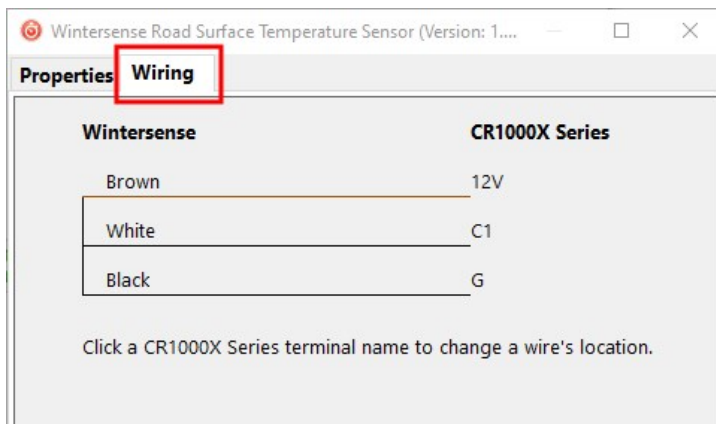 Wintersense Road Surface Temperature Sensor (Version: 1....
Properties Wiring
Wintersense CR1000X Series
Brown 12V
White C1
Black G
Click a CR1000X Series terminal name to change a wire's location.